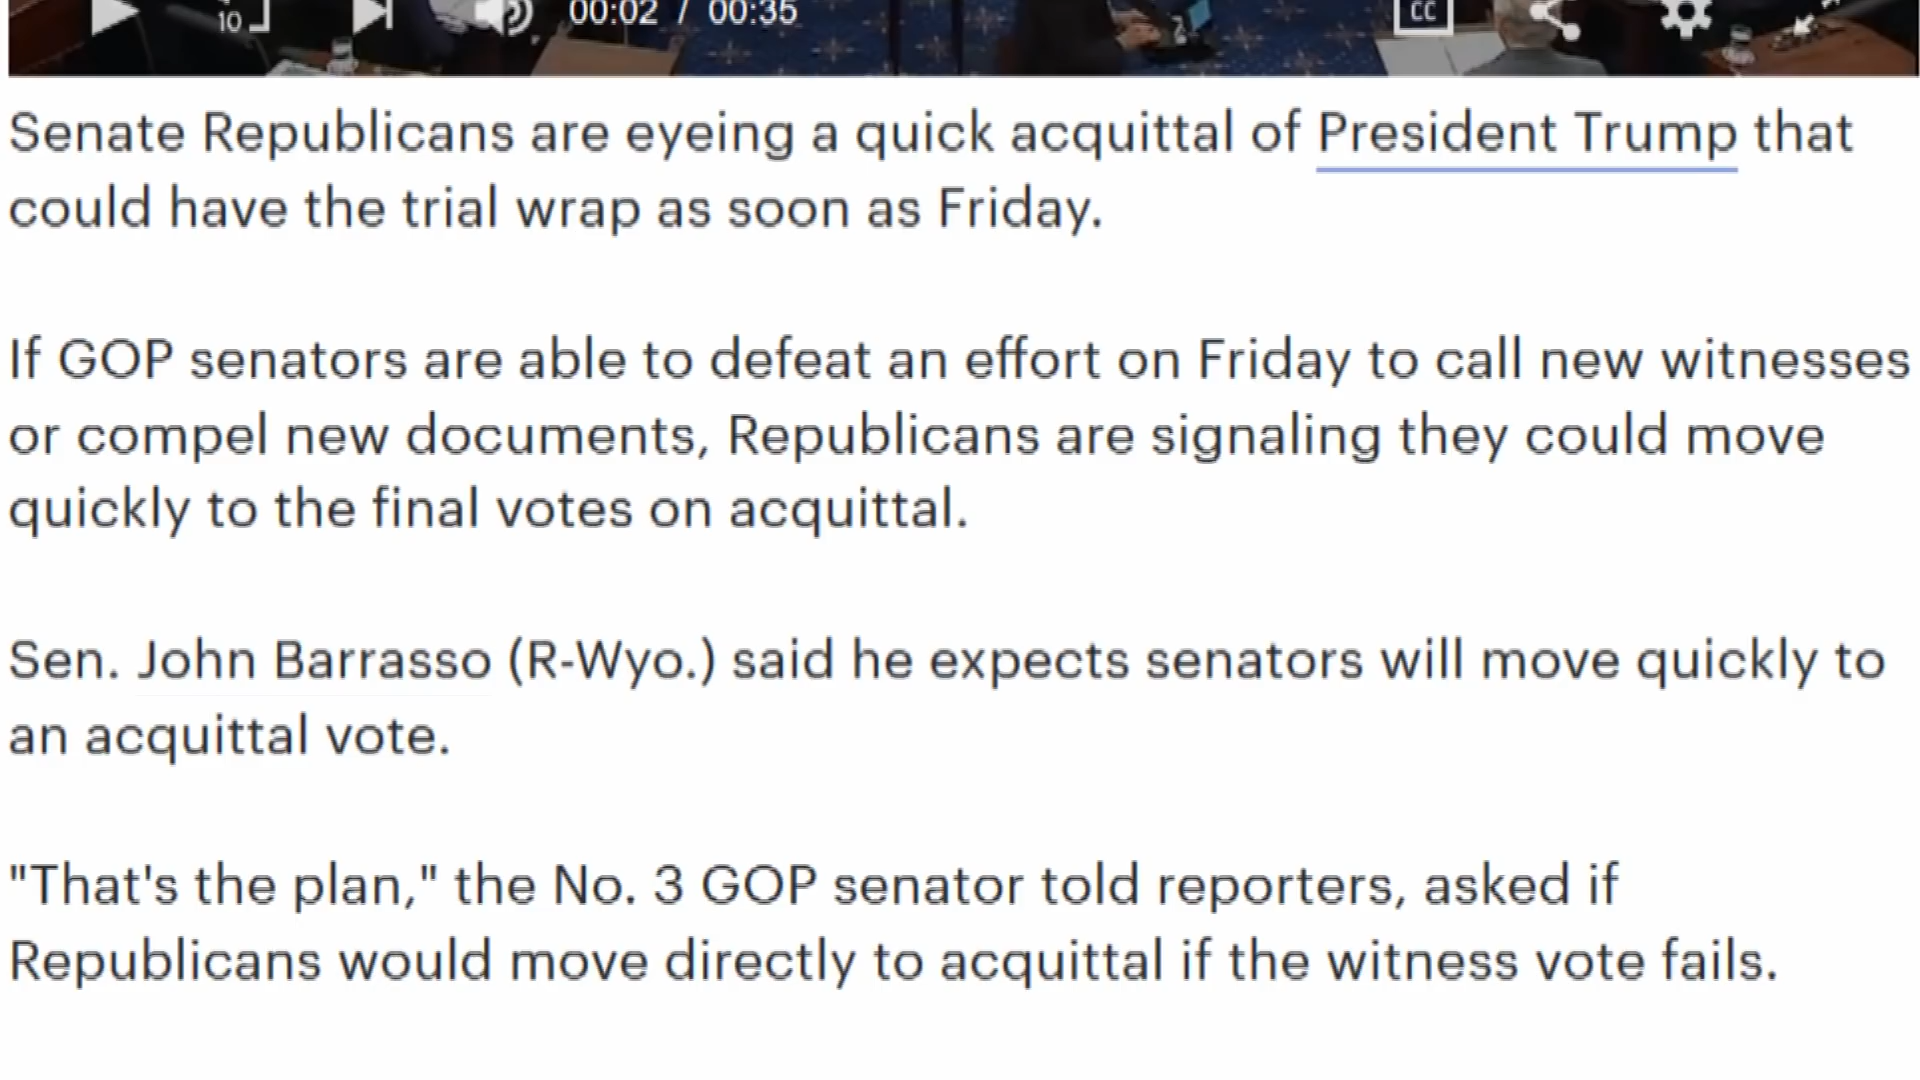 10 00:02 / 00:35 CC
Senate Republicans are eyeing a quick acquittal of President Trump that
could have the trial wrap as soon as Friday.
If GOP senators are able to defeat an effort on Friday to call new witnesses
or compel new documents, Republicans are signaling they could move
quickly to the final votes on acquittal.
Sen. John Barrasso (R-Wyo.) said he expects senators will move quickly to
an acquittal vote.
"That's the plan," the No. 3 GOP senator told reporters, asked if
Republicans would move directly to acquittal if the witness vote fails.